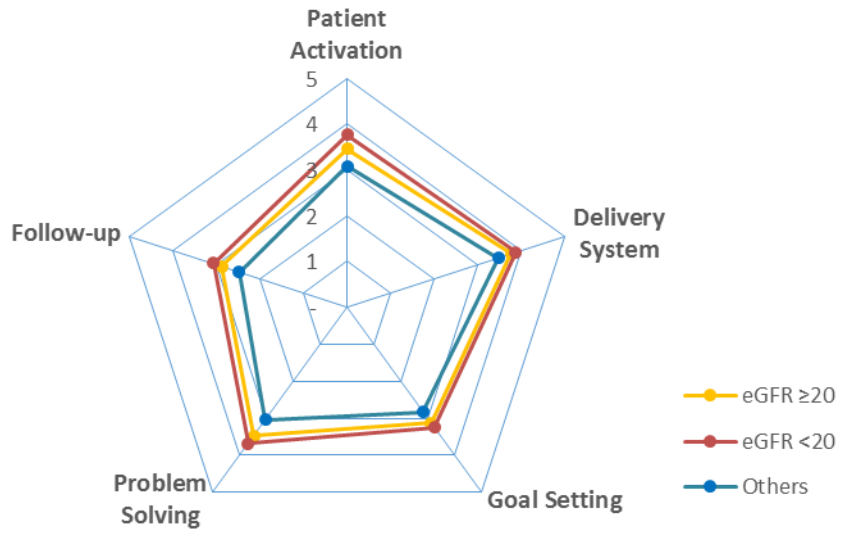 Patient
Activation
5
4
3
2
1
-
Follow-up
Delivery
System
Problem
Solving
Goal Setting
eGFR ≥20
eGFR <20
Others